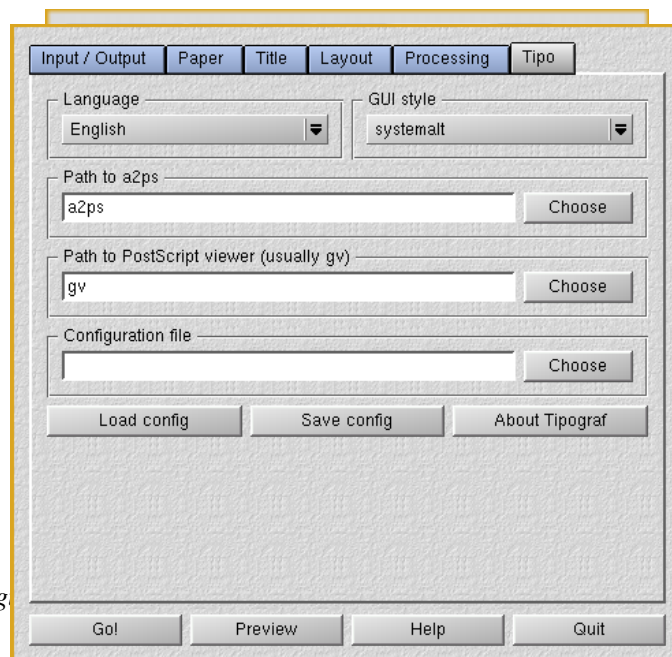 Input / Output Paper Title Layout Processing Tipo
Language GUI style
English systemalt
Path to a2ps
a2ps Choose
Path to PostScript viewer (usually gv)
gv Choose
Configuration file
Choose
Load config Save config About Tipograf
Go! Preview Help Quit